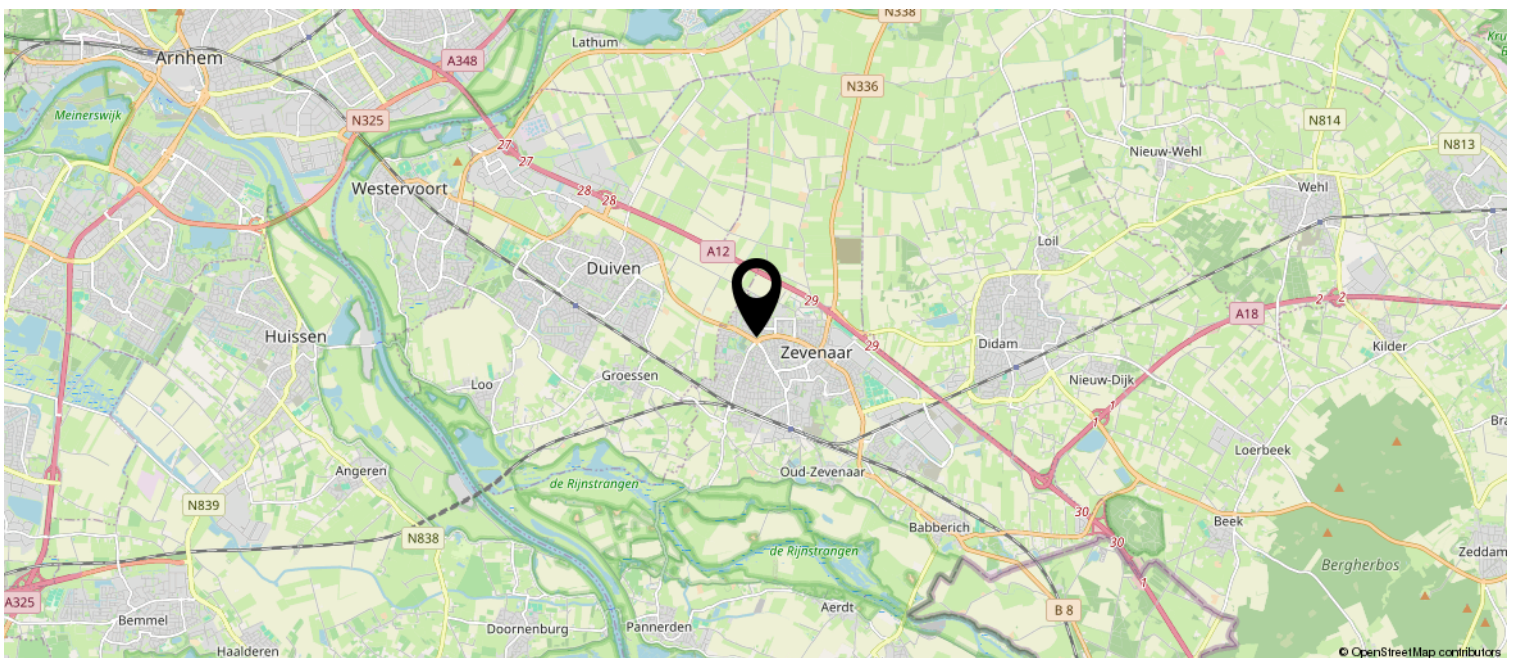 N338
Lathum
Arnhem
A348
N336
Meinerswijk
N325
N814
N813
27
27
Nieuw-Wehl
Westervoort
28
28
Wehl
A12
Loil
Duiven
29
2
2
A18
Huissen
29
Didam
Kilder
Zevenaar
Groessen
Loo
Nieuw-Dijk
1
1
Loerbeek
Angeren
Oud-Zevenaar
de Rijnstrangen
N839
30
Beek
Babberich
N838
30
de Rijnstrangen
Zeddam
Bergherbos
1
A325
Aerdt
B 8
Bemmel
Doornenburg
Pannerden
Haalderen
© OpenStreetMap contributors